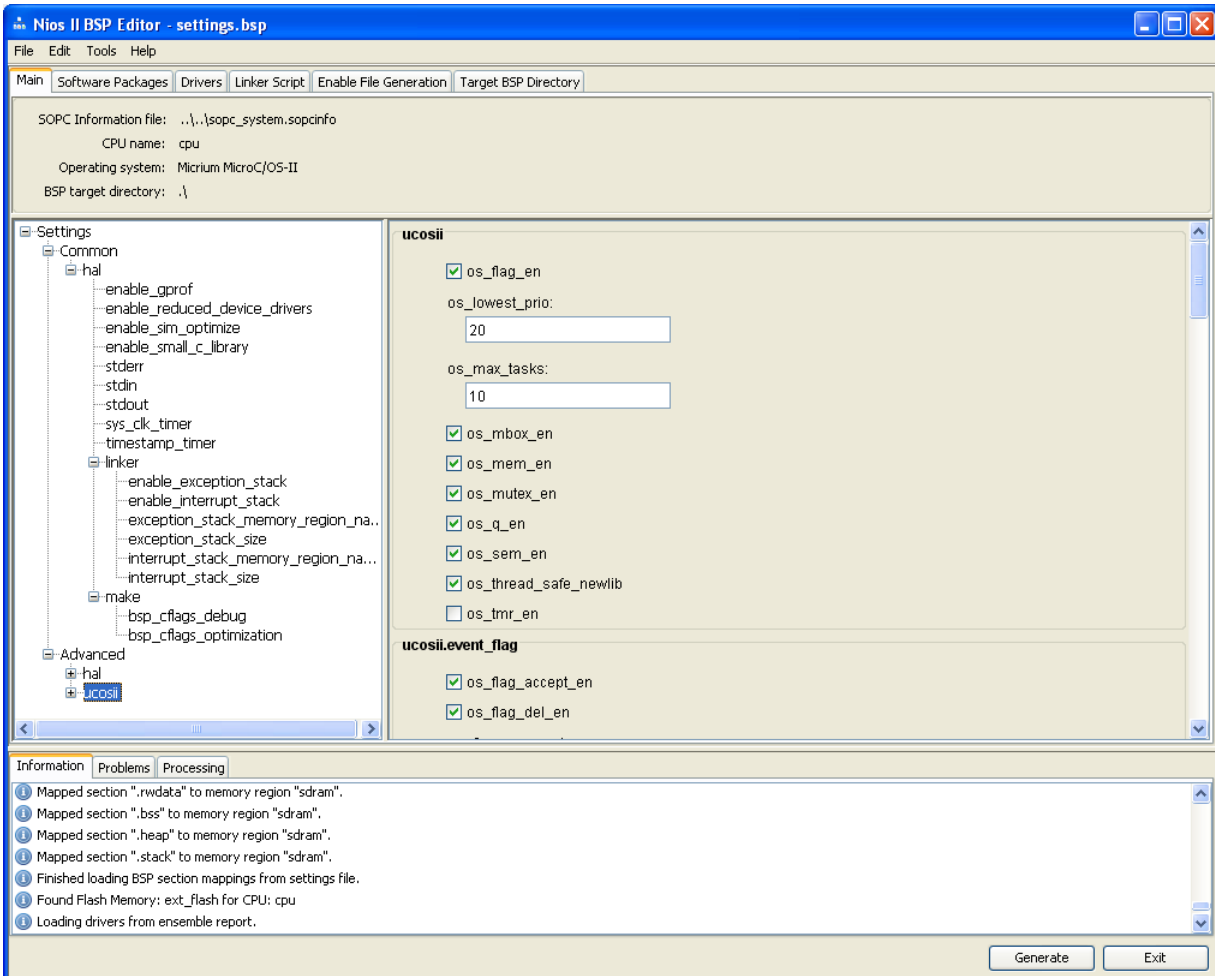 Nios II BSP Editor - settings.bsp
File Edit Tools Help
Main Software Packages Drivers Linker Script Enable File Generation Target BSP Directory
SOPC Information file: ..\..\sopc_system.sopcinfo
CPU name: cpu
Operating system: Micrium MicroC/OS-II
BSP target directory: .\
Settings
Common
hal
enable_gprof
enable_reduced_device_drivers
enable_sim_optimize
enable_small_c_library
stderr
stdin
stdout
sys_clk_timer
timestamp_timer
linker
enable_exception_stack
enable_interrupt_stack
exception_stack_memory_region_na...
exception_stack_size
interrupt_stack_memory_region_na...
interrupt_stack_size
make
bsp_cflags_debug
bsp_cflags_optimization
Advanced
hal
ucosii
ucosii
os_flag_en
os_lowest_prio:
20
os_max_tasks:
10
os_mbox_en
os_mem_en
os_mutex_en
os_q_en
os_sem_en
os_thread_safe_newlib
os_tmr_en
ucosii.event_flag
os_flag_accept_en
os_flag_del_en
Information Problems Processing
Mapped section ".rwdata" to memory region "sdram".
Mapped section ".bss" to memory region "sdram".
Mapped section ".heap" to memory region "sdram".
Mapped section ".stack" to memory region "sdram".
Finished loading BSP section mappings from settings file.
Found Flash Memory: ext_flash for CPU: cpu
Loading drivers from ensemble report.
Generate Exit